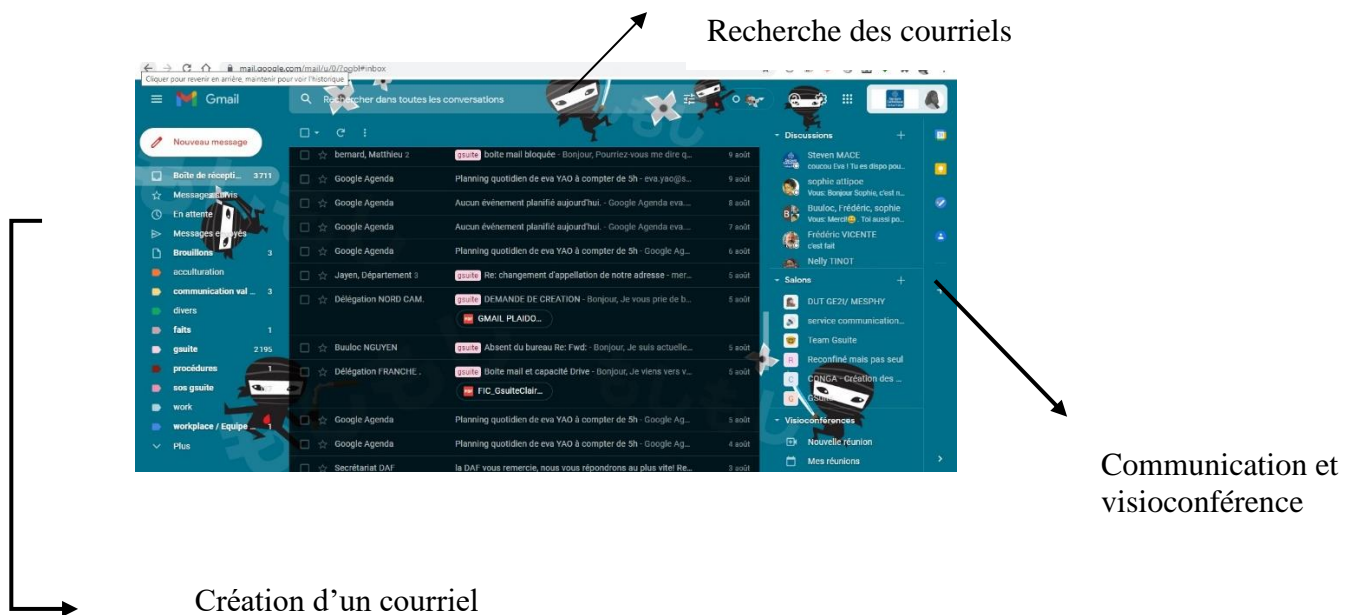 Recherche des courriels
mail.google.com/mail/u/0/?ogbl#inbox
Cliquer pour revenir en arrière, maintenir pour voir l'historique
Gmail
Rechercher dans toutes les conversations
Nouveau message
Boîte de récepti... 3711
Messages suivis
En attente
Messages envoyés
Brouillons 3
acculturation
communication val ... 3
divers
faits 1
gsuite 2195
procédures 1
sos gsuite
work
workplace / Equipe ... 1
Plus
bernard, Matthieu 2 gsuite boite mail bloquée - Bonjour, Pourriez-vous me dire q... 9 août
Google Agenda Planning quotidien de eva YAO à compter de 5h - eva.yao@s... 9 août
Google Agenda Aucun événement planifié aujourd'hui. - Google Agenda eva.... 8 août
Google Agenda Aucun événement planifié aujourd'hui. - Google Agenda eva.... 7 août
Google Agenda Planning quotidien de eva YAO à compter de 5h - Google Ag... 6 août
Jayen, Département 3 gsuite Re: changement d'appellation de notre adresse - mer... 5 août
Délégation NORD CAM. gsuite DEMANDE DE CREATION - Bonjour, Je vous prie de b... 5 août
PDF GMAIL PLAIDO...
Buuloc NGUYEN gsuite Absent du bureau Re: Fwd: - Bonjour, Je suis actuelle... 5 août
Délégation FRANCHE . gsuite Boite mail et capacité Drive - Bonjour, Je viens vers v... 5 août
PDF FIC_GsuiteClair...
Google Agenda Planning quotidien de eva YAO à compter de 5h - Google Ag... 5 août
Google Agenda Planning quotidien de eva YAO à compter de 5h - Google Ag... 4 août
Secrétariat DAF la DAF vous remercie, nous vous répondrons au plus vite! Re... 3 août
Discussions
Steven MACE
coucou Eve ! Tu es dispo pou...
sophie attipoe
Vous: Bonjour Sophie, c'est n...
Buuloc, Frédéric, sophie
Vous: Merci . Toi aussi po...
Frédéric VICENTE
c'est fait
Nelly TINOT
Salons
DUT GE2I/ MESPHY
service communication...
Team Gsuite
R Reconfiné mais pas seul
C CONGA - Création des ...
G
Visioconférences
Nouvelle réunion
Mes réunions
Communication et
visioconférence
Création d'un courriel